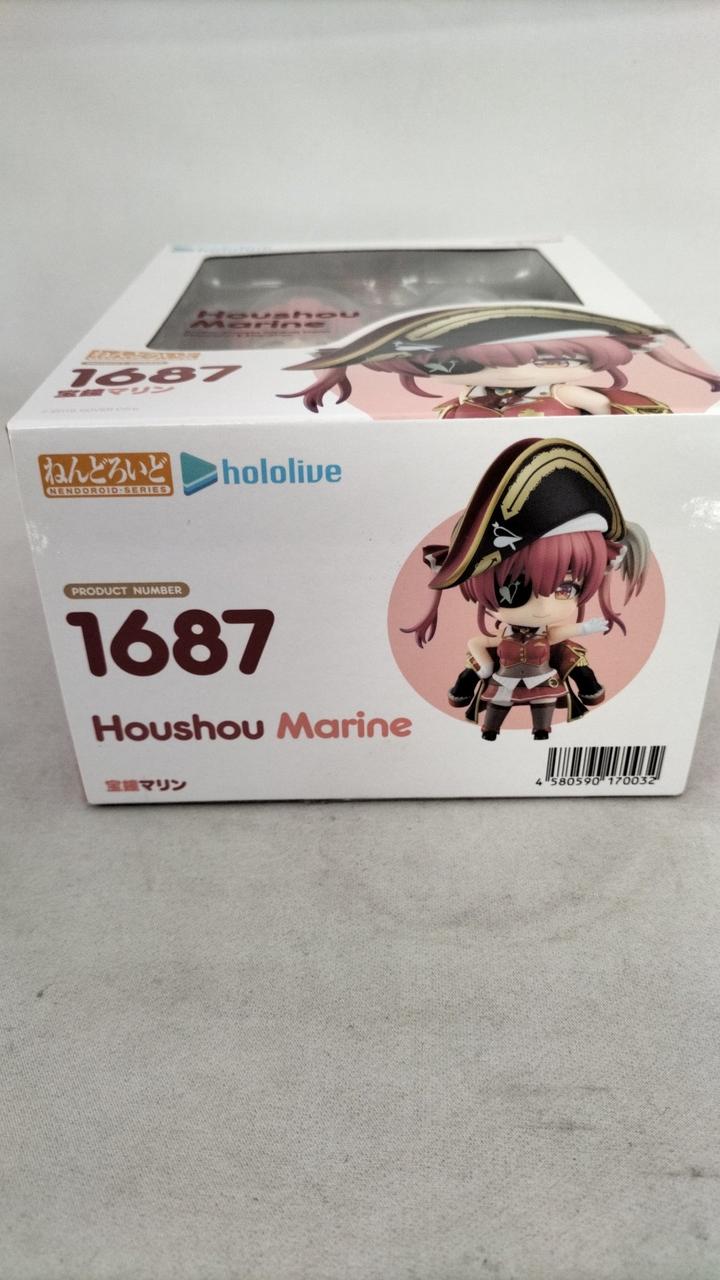 Houshou
Marine
1687
宝鐘マリン
ねんどろいど
NENDOROID-SERIES
hololive
PRODUCT NUMBER
1687
Houshou Marine
宝鐘マリン
4 580590 170032